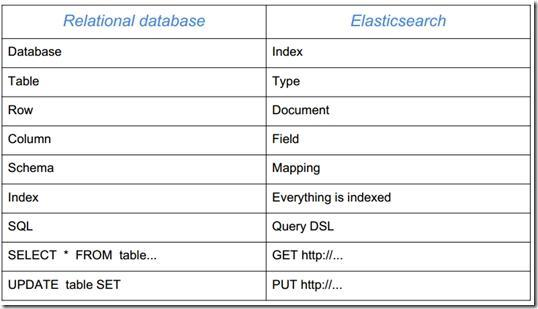 Relational database Elasticsearch
Database Index
Table Type
Row Document
Column Field
Schema Mapping
Index Everything is indexed
SQL Query DSL
SELECT * FROM table... GET http://...
UPDATE table SET PUT http://...